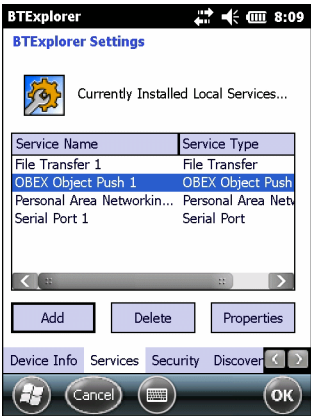 BTExplorer 8:09
BTExplorer Settings
Currently Installed Local Services...
Service Name Service Type
File Transfer 1 File Transfer
OBEX Object Push 1 OBEX Object Push
Personal Area Networkin... Personal Area Netw
Serial Port 1 Serial Port
Add Delete Properties
Device Info Services Security Discover
Cancel OK